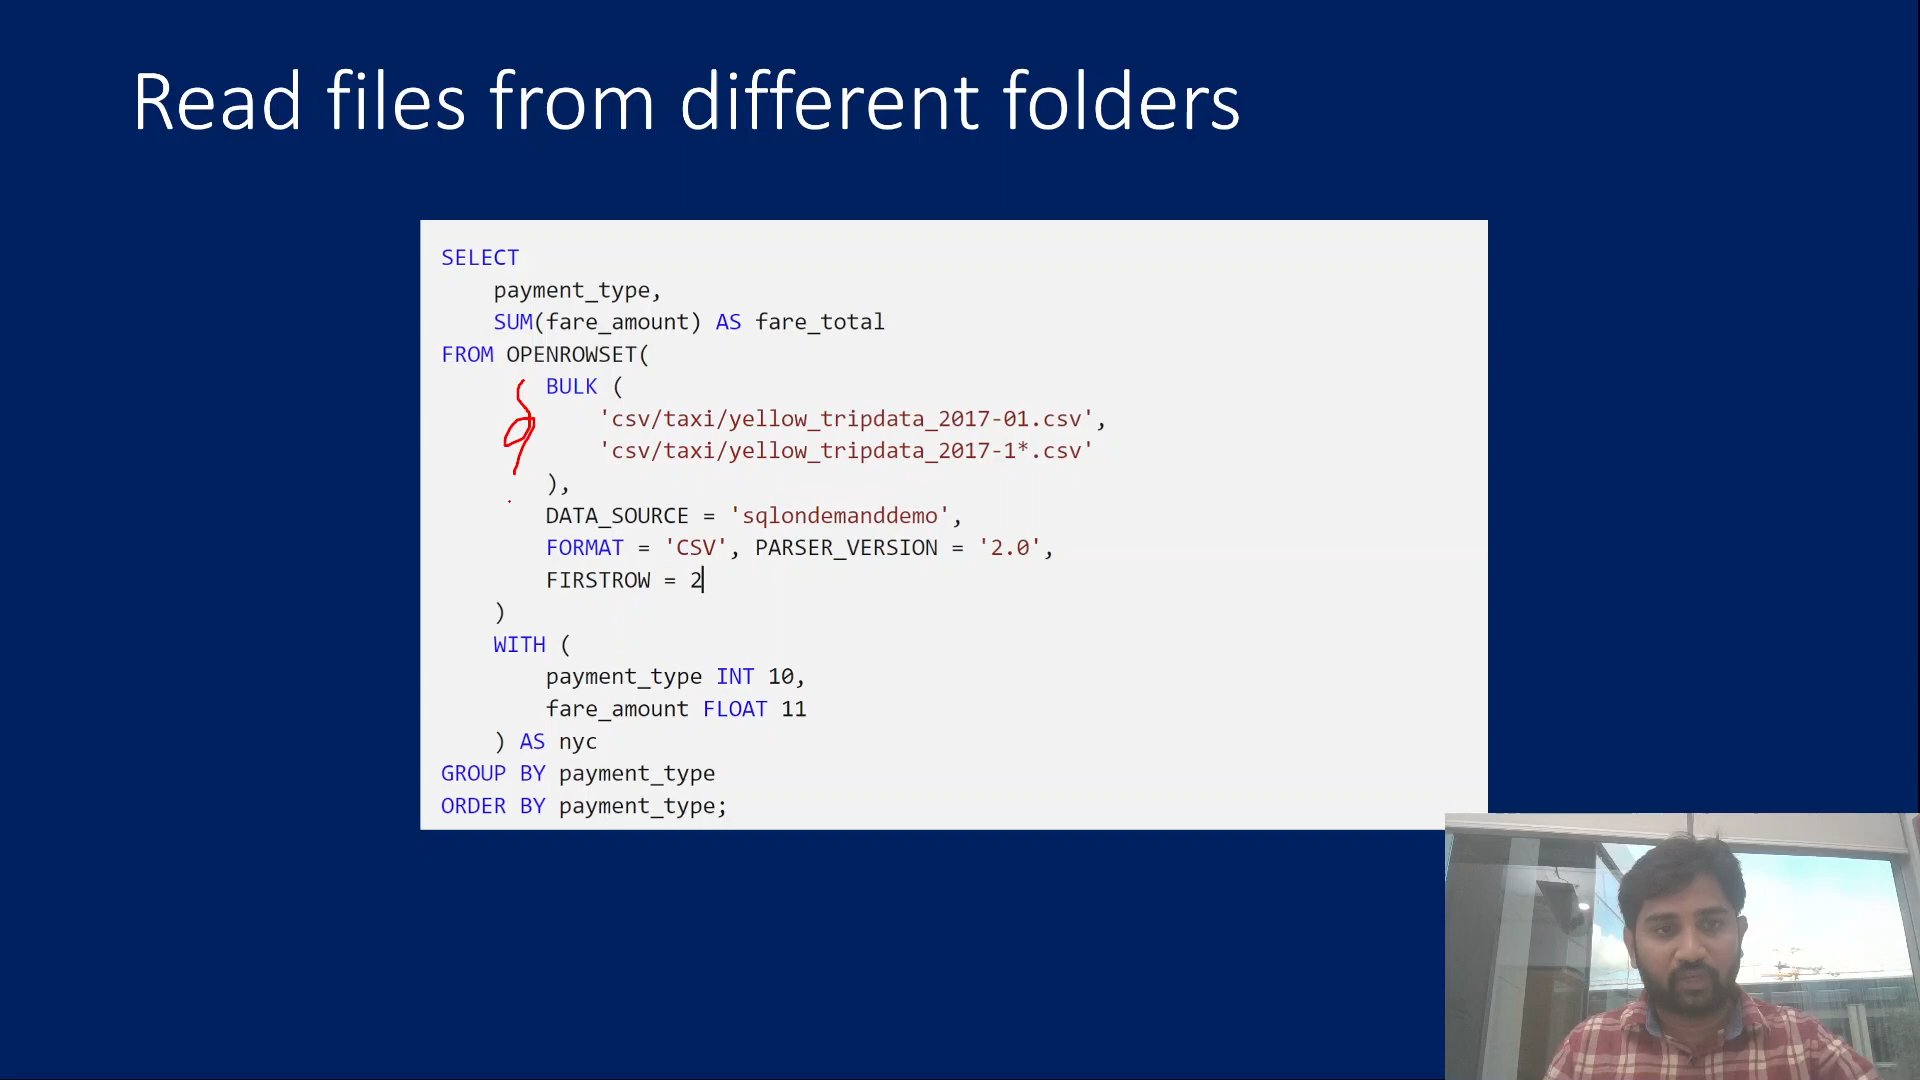 Read files from different folders
SELECT
payment_type,
SUM(fare_amount) AS fare_total
FROM OPENROWSET(
BULK (
'csv/taxi/yellow_tripdata_2017-01.csv',
'csv/taxi/yellow_tripdata_2017-1*.csv'
),
DATA_SOURCE = 'sqlondemanddemo',
FORMAT = 'CSV', PARSER_VERSION = '2.0',
FIRSTROW = 2
)
WITH (
payment_type INT 10,
fare_amount FLOAT 11
) AS nyc
GROUP BY payment_type
ORDER BY payment_type;